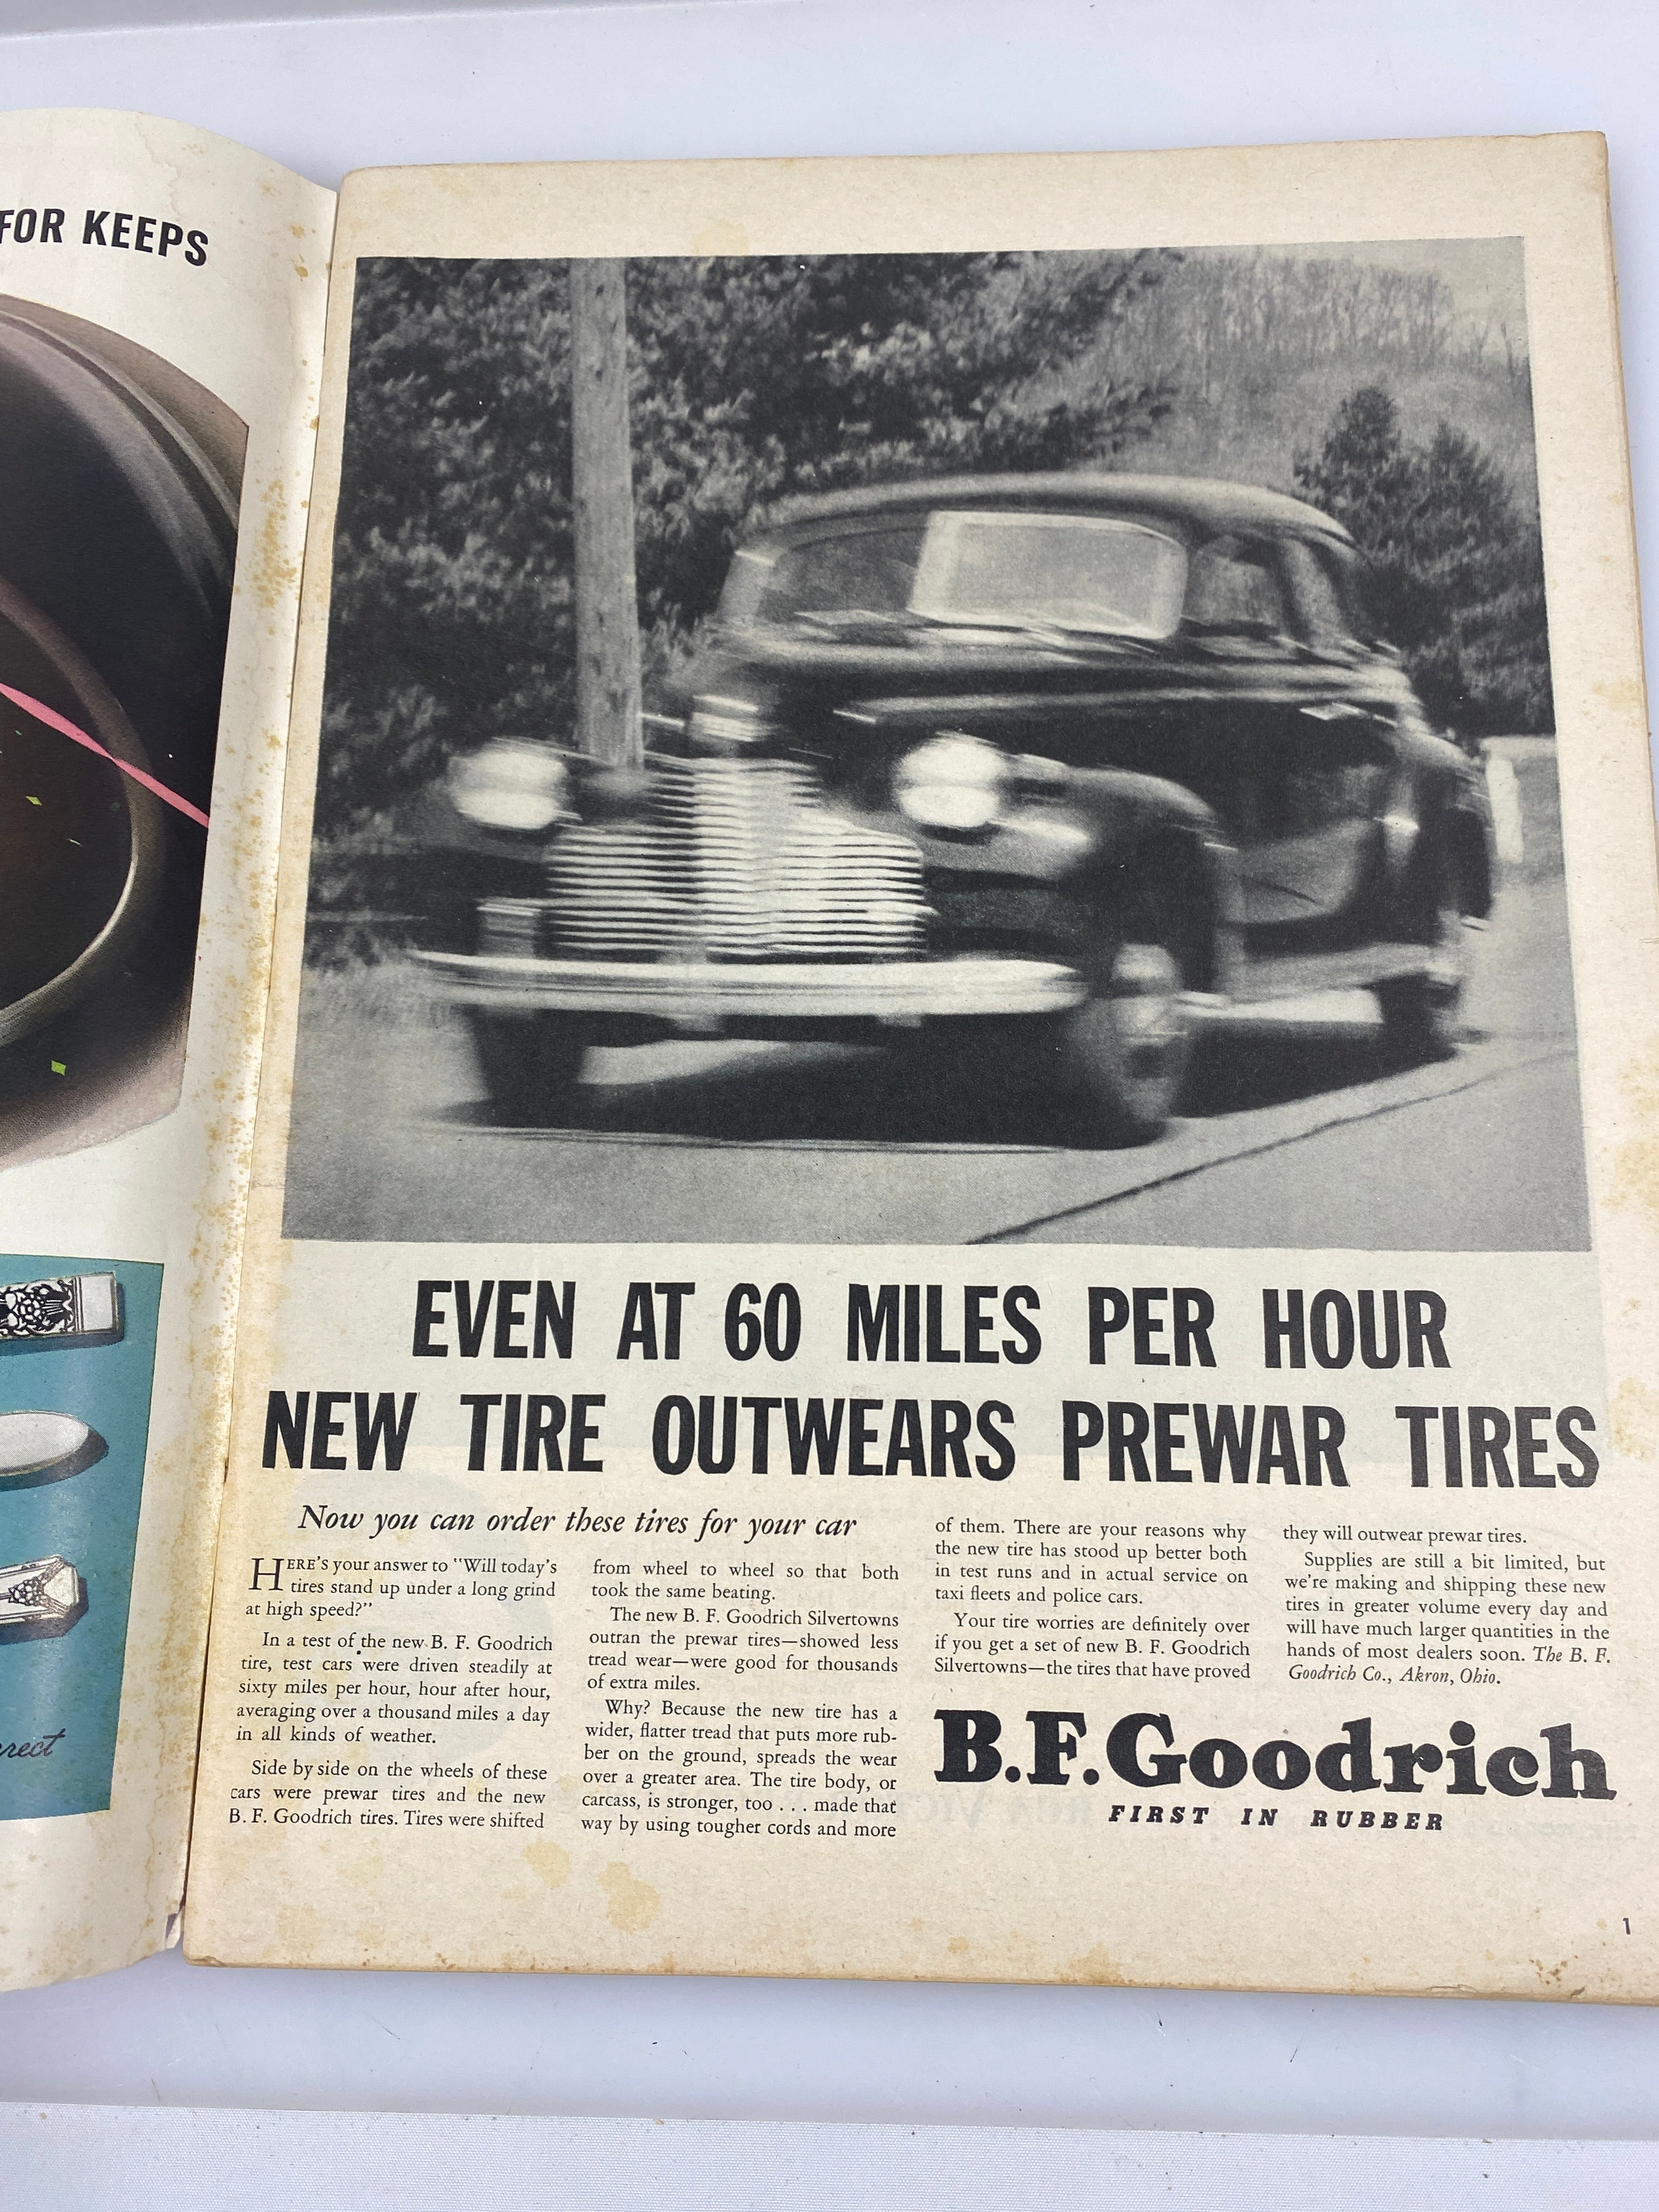 FOR KEEPS
rrect
EVEN AT 60 MILES PER HOUR
NEW TIRE OUTWEARS PREWAR TIRES
Now you can order these tires for your car
HERE'S your answer to "Will today's
tires stand up under a long grind
at high speed?"
In a test of the new B. F. Goodrich
tire, test cars were driven steadily at
sixty miles per hour, hour after hour,
averaging over a thousand miles a day
in all kinds of weather.
Side by side on the wheels of these
cars were prewar tires and the new
B. F. Goodrich tires. Tires were shifted
from wheel to wheel so that both
took the same beating.
The new B. F. Goodrich Silvertowns
outran the prewar tires—showed less
tread wear—were good for thousands
of extra miles.
Why? Because the new tire has a
wider, flatter tread that puts more rub-
ber on the ground, spreads the wear
over a greater area. The tire body, or
carcass, is stronger, too . . . made that
way by using tougher cords and more
of them. There are your reasons why
the new tire has stood up better both
in test runs and in actual service on
taxi fleets and police cars.
Your tire worries are definitely over
if you get a set of new B. F. Goodrich
Silvertowns—the tires that have proved
they will outwear prewar tires.
Supplies are still a bit limited, but
we're making and shipping these new
tires in greater volume every day and
will have much larger quantities in the
hands of most dealers soon. The B. F.
Goodrich Co., Akron, Ohio.
B.F.Goodrich
FIRST IN RUBBER
1